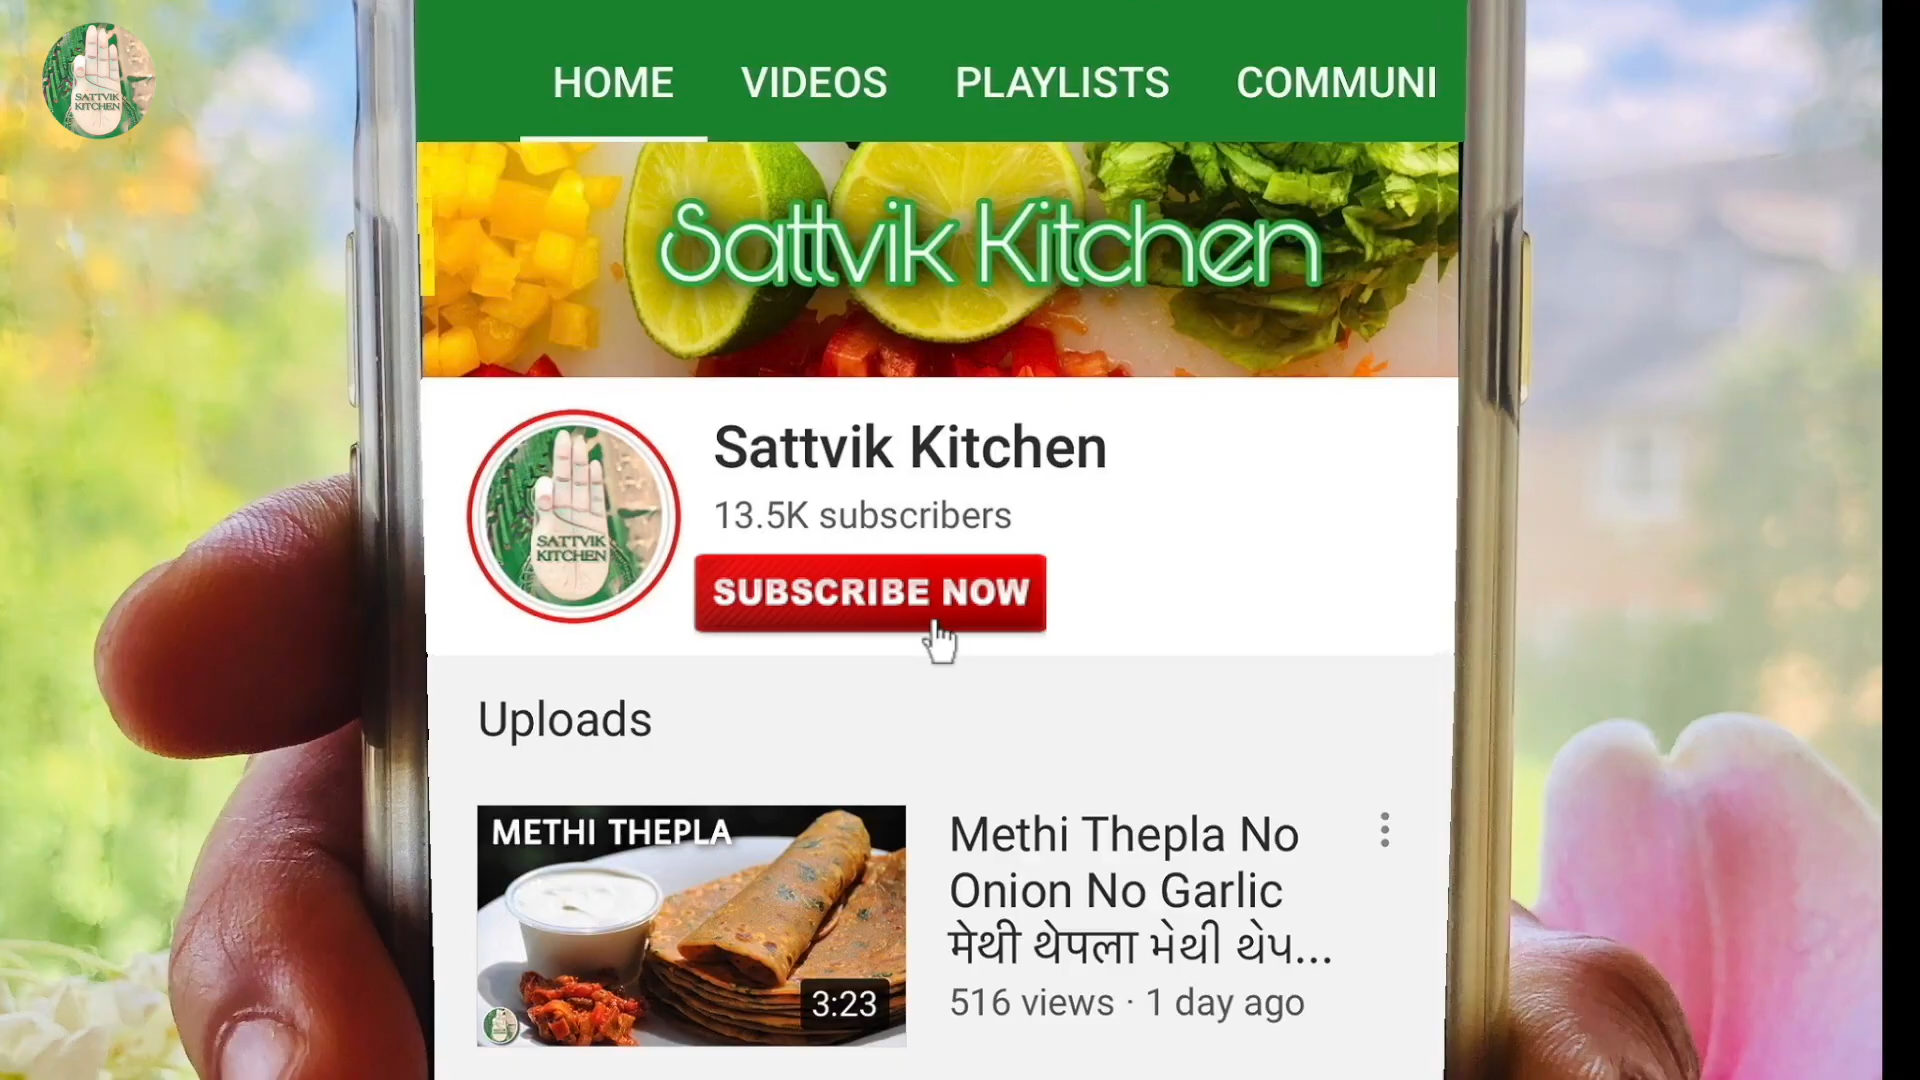 SATTVIK
KITCHEN
HOME VIDEOS PLAYLISTS COMMUNI
Sattvik Kitchen
Sattvik Kitchen
13.5K subscribers
SATTVIK
KITCHEN
SUBSCRIBE NOW
Uploads
METHI THEPLA
3:23
Methi Thepla No
Onion No Garlic
मेथी थेपला મેથી થેપ...
516 views · 1 day ago